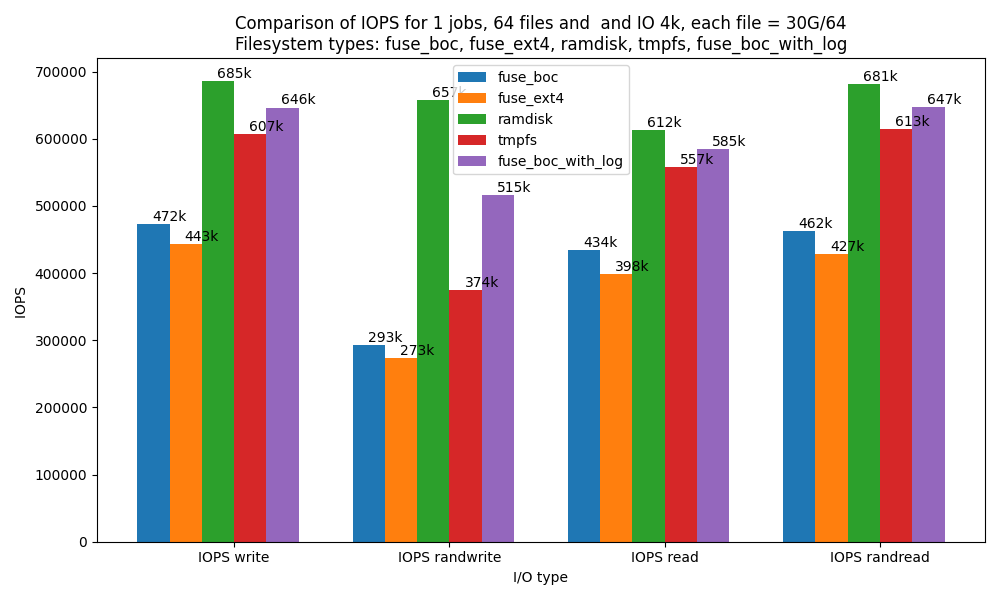 Comparison of IOPS for 1 jobs, 64 files and  and IO 4k, each file = 30G/64
Filesystem types: fuse_boc, fuse_ext4, ramdisk, tmpfs, fuse_boc_with_log
IOPS
700000
600000
500000
400000
300000
200000
100000
0
fuse_boc
fuse_ext4
ramdisk
tmpfs
fuse_boc_with_log
472k
443k
685k
607k
646k
293k
273k
657k
374k
515k
434k
398k
612k
557k
585k
462k
427k
681k
613k
647k
IOPS write
IOPS randwrite
IOPS read
IOPS randread
I/O type